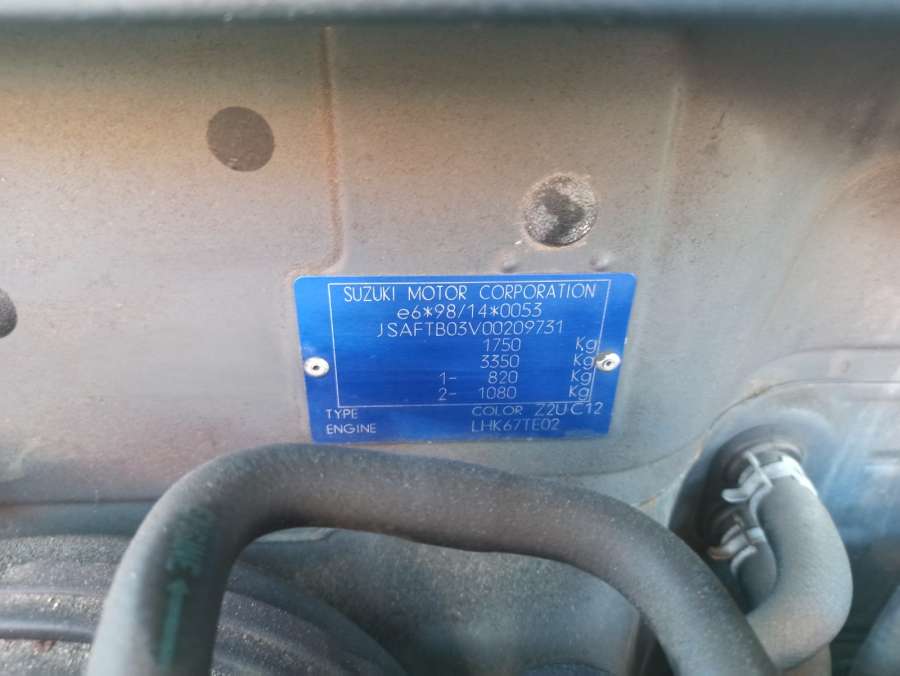 SUZUKI MOTOR CORPORATION
e6*98/14*0053
JSAFTB03V00209731
1750 Kg
3350 Kg
1- 820 Kg
2- 1080 Kg
TYPE COLOR Z2U C12
ENGINE LHK67TE02